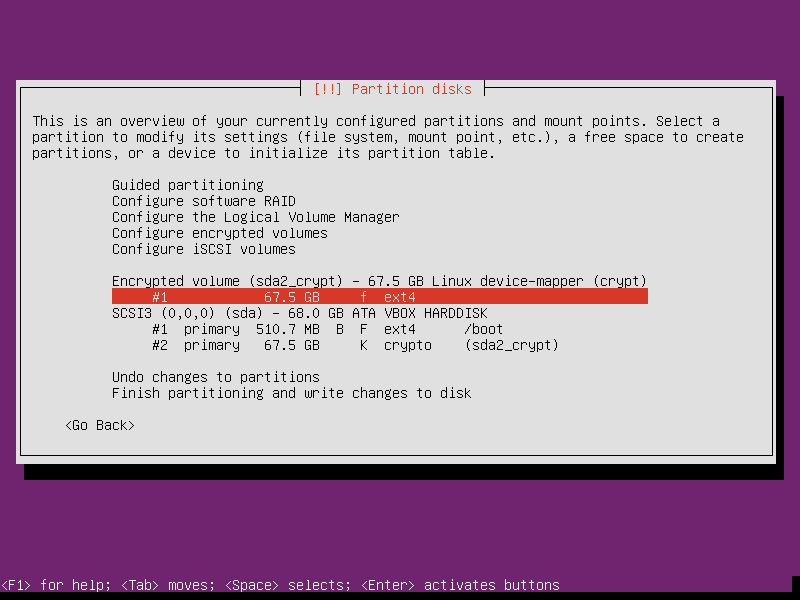 [!!] Partition disks
This is an overview of your currently configured partitions and mount points. Select a
partition to modify its settings (file system, mount point, etc.), a free space to create
partitions, or a device to initialize its partition table.
Guided partitioning
Configure software RAID
Configure the Logical Volume Manager
Configure encrypted volumes
Configure iSCSI volumes
Encrypted volume (sda2_crypt) - 67.5 GB Linux device-mapper (crypt)
#1 67.5 GB f ext4
SCSI3 (0,0,0) (sda) - 68.0 GB ATA VBOX HARDDISK
#1 primary 510.7 MB B F ext4 /boot
#2 primary 67.5 GB K crypto (sda2_crypt)
Undo changes to partitions
Finish partitioning and write changes to disk
<Go Back>
<F1> for help; <Tab> moves; <Space> selects; <Enter> activates buttons